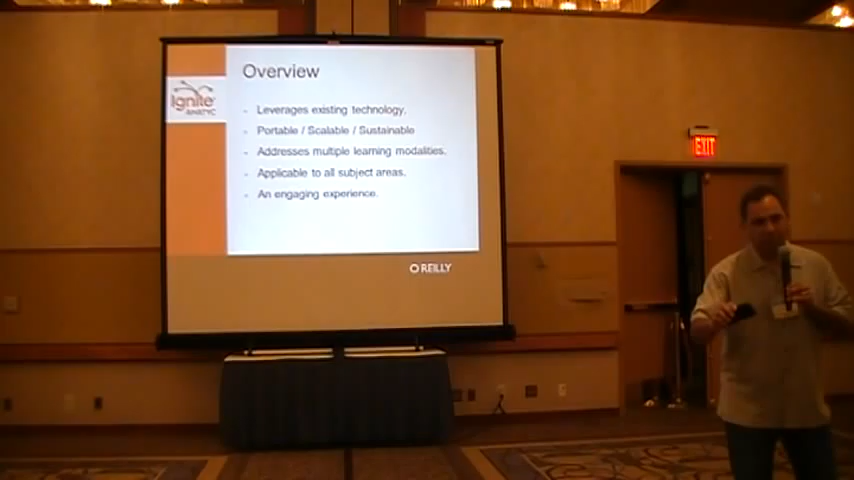 Overview
Ignite
- Leverages existing technology.
- Portable / Scalable / Sustainable
- Addresses multiple learning modalities.
- Applicable to all subject areas.
- An engaging experience.
O'REILLY
EXIT